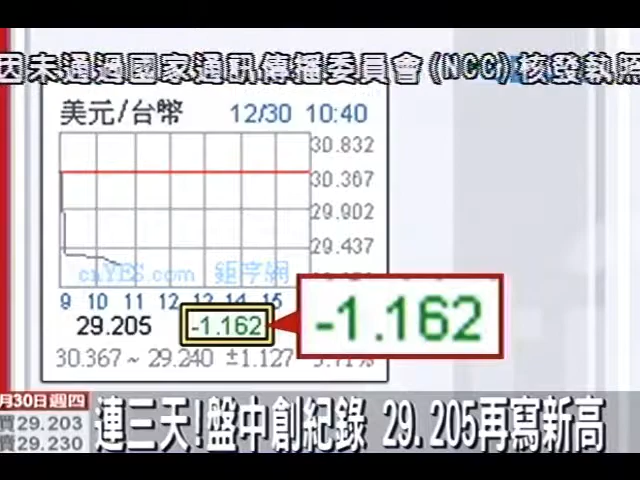 因未通過國家通訊傳播委員會(NCC)核發執照
美元/台幣 12/30 10:40
30.832
30.367
29.902
29.437
cnYES.com 鉅亨網
9 10 11 12 13 14 15
29.205 -1.162
-1.162
30.367~29.240 ±1.127 3.71%
月30日週四
買29.203
賣29.230
連三天!盤中創紀錄 29.205再寫新高